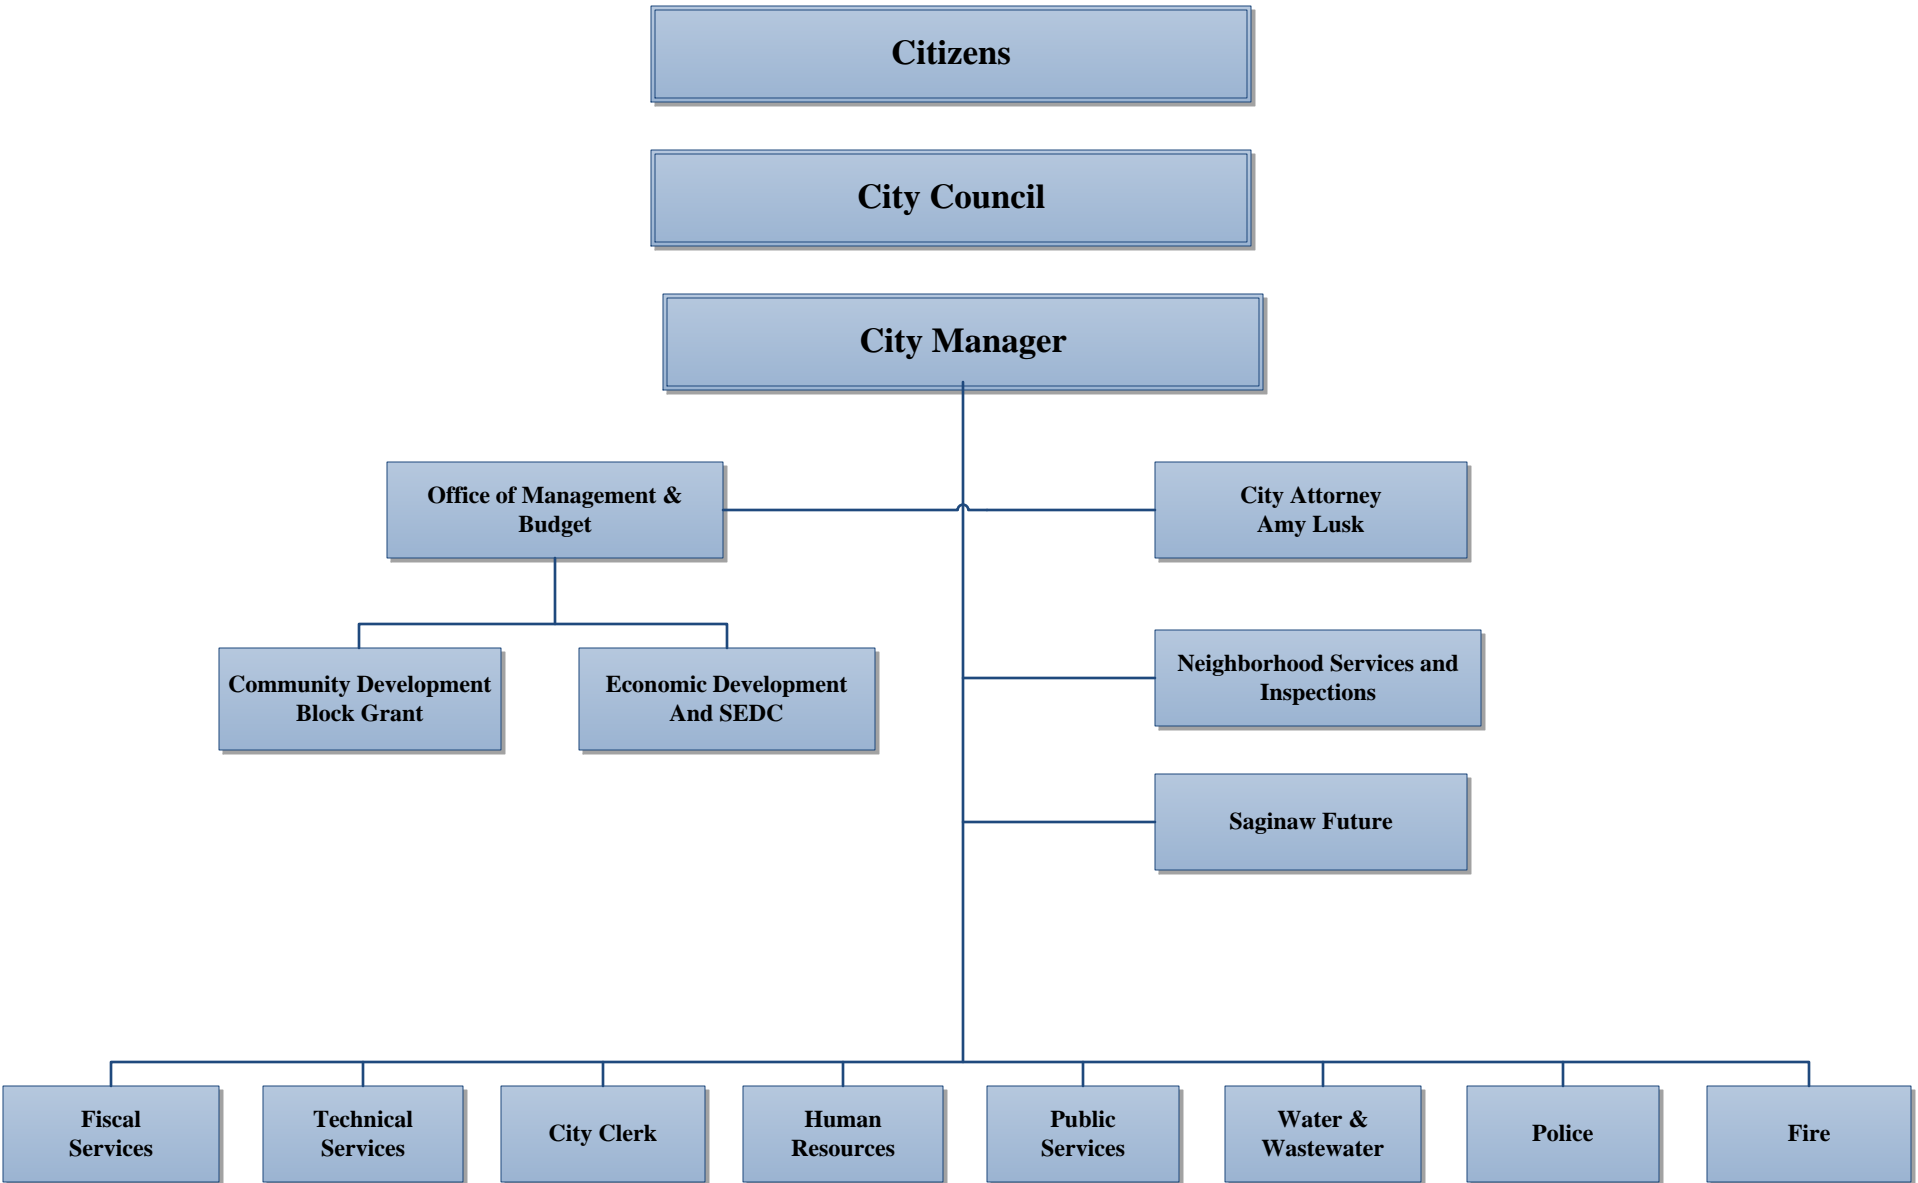 Citizens
City Council
City Manager
Office of Management &
Budget
City Attorney
Amy Lusk
Community Development
Block Grant
Economic Development
And SEDC
Neighborhood Services and
Inspections
Saginaw Future
Fiscal
Services
Technical
Services
City Clerk
Human
Resources
Public
Services
Water &
Wastewater
Police
Fire